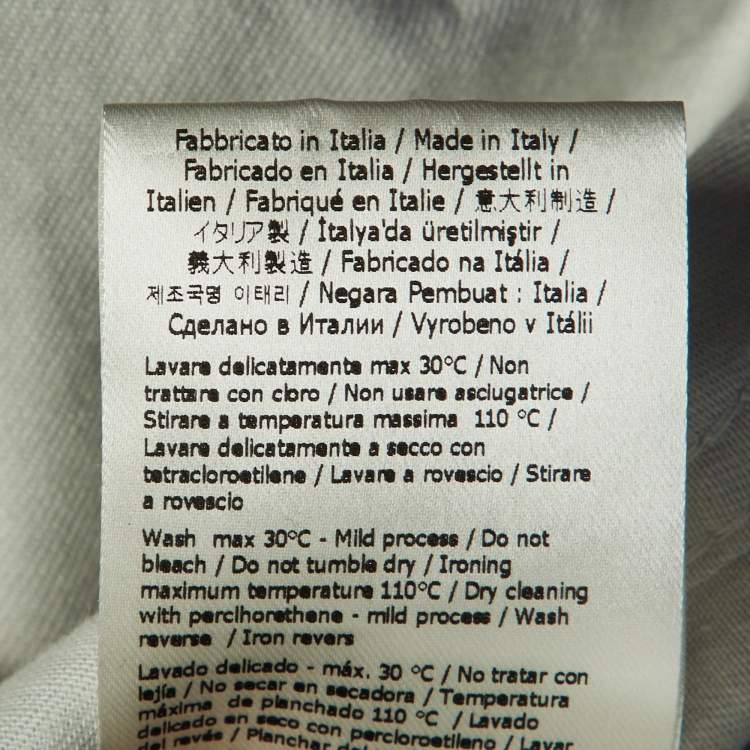 Fabbricato in Italia / Made in Italy /
Fabricado en Italia / Hergestellt in
Italien / Fabriqué en Italie / 意大利制造 /
イタリア製 / İtalya'da üretilmiştir /
義大利製造 / Fabricado na Itália /
제조국명 이태리 / Negara Pembuat : Italia /
Сделано в Италии / Vyrobeno v Itálii
Lavare delicatamente max 30°C / Non
trattare con cloro / Non usare asciugatrice /
Stirare a temperatura massima 110 °C /
Lavare delicatamente a secco con
tetracloroetilene / Lavare a rovescio / Stirare
a rovescio
Wash max 30°C - Mild process / Do not
bleach / Do not tumble dry / Ironing
maximum temperature 110°C / Dry cleaning
with perclhorethene - mild process / Wash
reverse / Iron revers
Lavado delicado - máx. 30 °C / No tratar con
lejía / No secar en secadora / Temperatura
máxima de planchado 110 °C / Lavado
delicado en seco con percloroetileno / Lavar
del revés / Planchar del